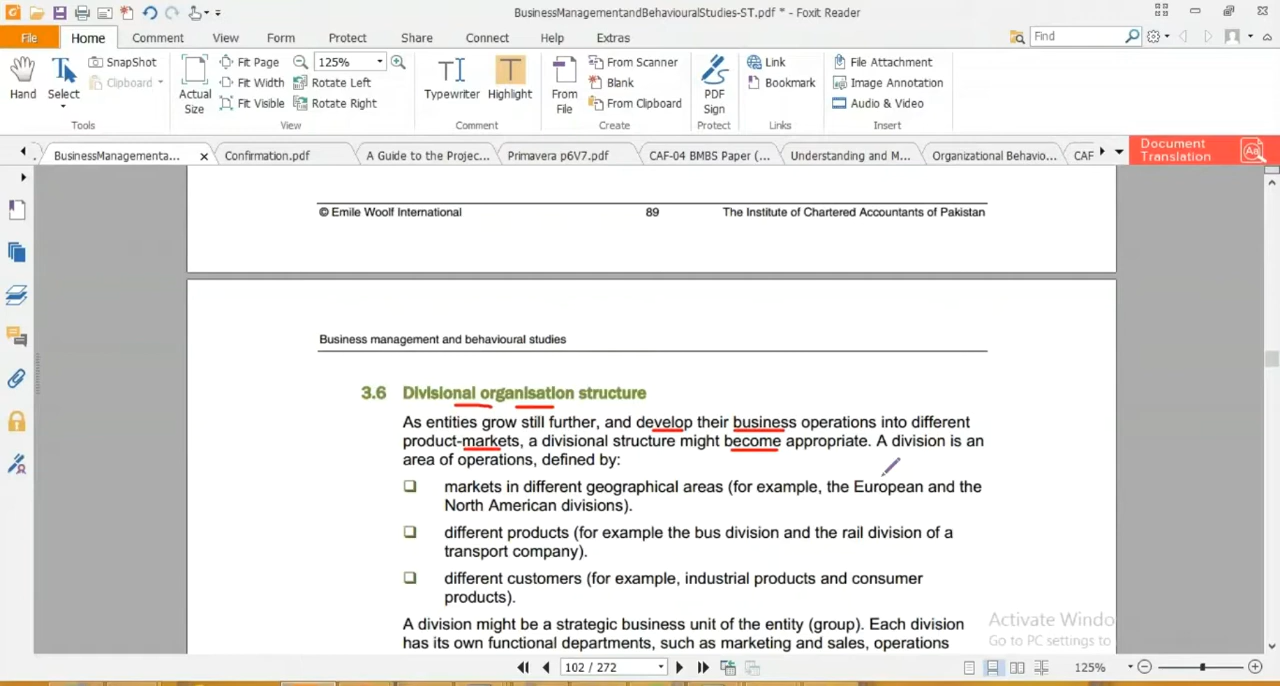 BusinessManagementandBehaviouralStudies-ST.pdf * - Foxit Reader
File Home Comment View Form Protect Share Connect Help Extras Find
Hand Select SnapShot Clipboard Actual Size Fit Page Fit Width Fit Visible 125% Rotate Left Rotate Right Typewriter Highlight From File From Scanner Blank From Clipboard PDF Sign Link Bookmark File Attachment Image Annotation Audio & Video
Tools View Comment Create Protect Links Insert
BusinessManagementa... x Confirmation.pdf A Guide to the Projec... Primavera p6V7.pdf CAF-04 BMBS Paper (... Understanding and M... Organizational Behavio... CAF Document Translation
© Emile Woolf International 89 The Institute of Chartered Accountants of Pakistan
Business management and behavioural studies
3.6 Divisional organisation structure
As entities grow still further, and develop their business operations into different
product-markets, a divisional structure might become appropriate. A division is an
area of operations, defined by:
❑ markets in different geographical areas (for example, the European and the
North American divisions).
❑ different products (for example the bus division and the rail division of a
transport company).
❑ different customers (for example, industrial products and consumer
products).
A division might be a strategic business unit of the entity (group). Each division
has its own functional departments, such as marketing and sales, operations
Activate Windo
Go to PC settings to
102 / 272 125%